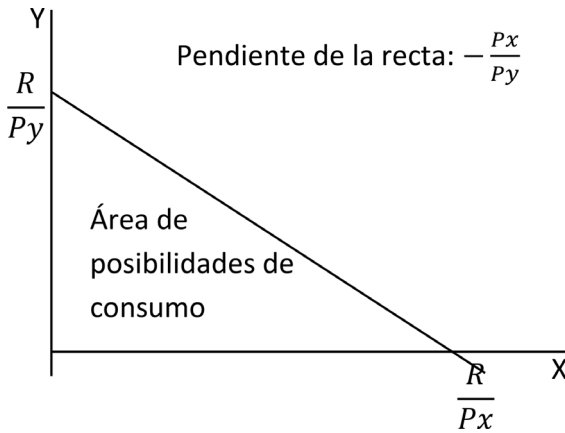 Y
Pendiente de la recta: −Px/Py
R/Py
Área de
posibilidades de
consumo
X
R/Px